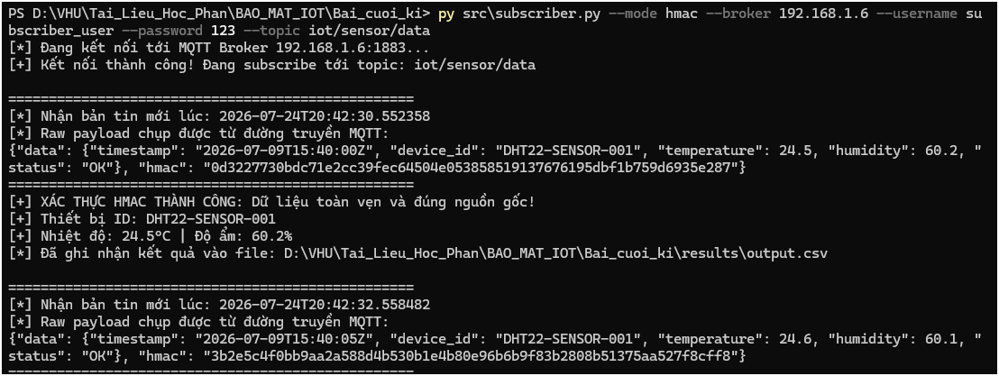 PS D:\VHU\Tai_Lieu_Hoc_Phan\BAO_MAT_IOT\Bai_cuoi_ki> py src\subscriber.py --mode hmac --broker 192.168.1.6 --username su
bscriber_user --password 123 --topic iot/sensor/data
[*] Đang kết nối tới MQTT Broker 192.168.1.6:1883...
[+] Kết nối thành công! Đang subscribe tới topic: iot/sensor/data
==================================================
[*] Nhận bản tin mới lúc: 2026-07-24T20:42:30.552358
[*] Raw payload chụp được từ đường truyền MQTT:
{"data": {"timestamp": "2026-07-09T15:40:00Z", "device_id": "DHT22-SENSOR-001", "temperature": 24.5, "humidity": 60.2, "
status": "OK"}, "hmac": "0d3227730bdc71e2cc39fec64504e053858519137676195dbf1b759d6935e287"}
==================================================
[+] XÁC THỰC HMAC THÀNH CÔNG: Dữ liệu toàn vẹn và đúng nguồn gốc!
[+] Thiết bị ID: DHT22-SENSOR-001
[+] Nhiệt độ: 24.5°C | Độ ẩm: 60.2%
[*] Đã ghi nhận kết quả vào file: D:\VHU\Tai_Lieu_Hoc_Phan\BAO_MAT_IOT\Bai_cuoi_ki\results\output.csv
==================================================
[*] Nhận bản tin mới lúc: 2026-07-24T20:42:32.558482
[*] Raw payload chụp được từ đường truyền MQTT:
{"data": {"timestamp": "2026-07-09T15:40:05Z", "device_id": "DHT22-SENSOR-001", "temperature": 24.6, "humidity": 60.1, "
status": "OK"}, "hmac": "3b2e5c4f0bb9aa2a588d4b530b1e4b80e96b6b9f83b2808b51375aa527f8cff8"}
==================================================